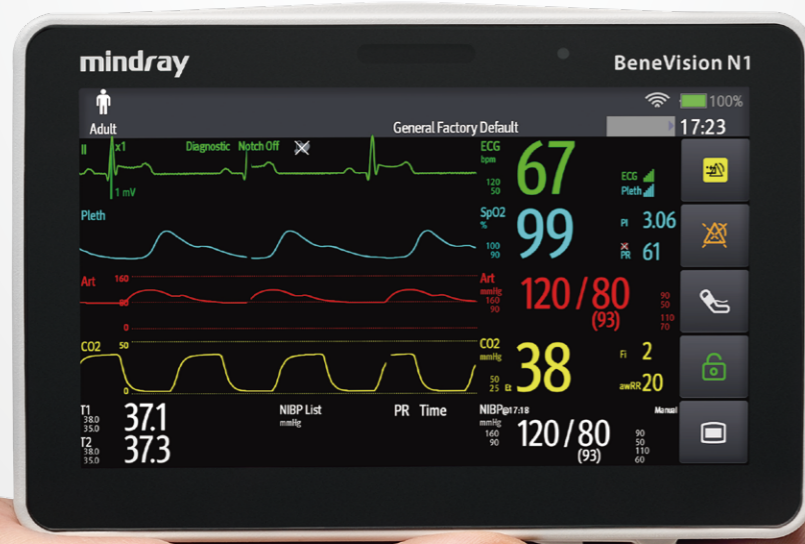 mindray
BeneVision N1
100%
Adult
General Factory Default
17:23
II
x1
Diagnostic Notch Off
1 mV
ECG
bpm
120
50
67
ECG
Pleth
Pleth
SpO2
%
100
90
99
PI 3.06
PR 61
Art
160
80
0
Art
mmHg
160
90
120/80
(93)
90
50
110
70
CO2
50
0
CO2
mmHg
50
25
Et
38
Fi 2
awRR 20
T1
38.0
35.0
37.1
T2
38.0
35.0
37.3
NIBP List
mmHg
PR Time
NIBP@17:18
Manual
mmHg
160
90
120/80
(93)
90
50
110
60